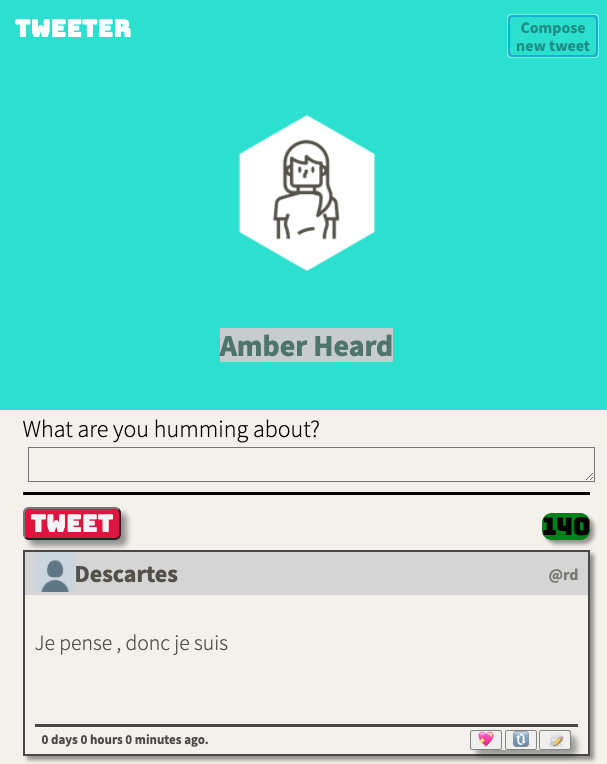 TWEETER
Compose
new tweet
Amber Heard
What are you humming about?
TWEET
140
Descartes
@rd
Je pense , donc je suis
0 days 0 hours 0 minutes ago.